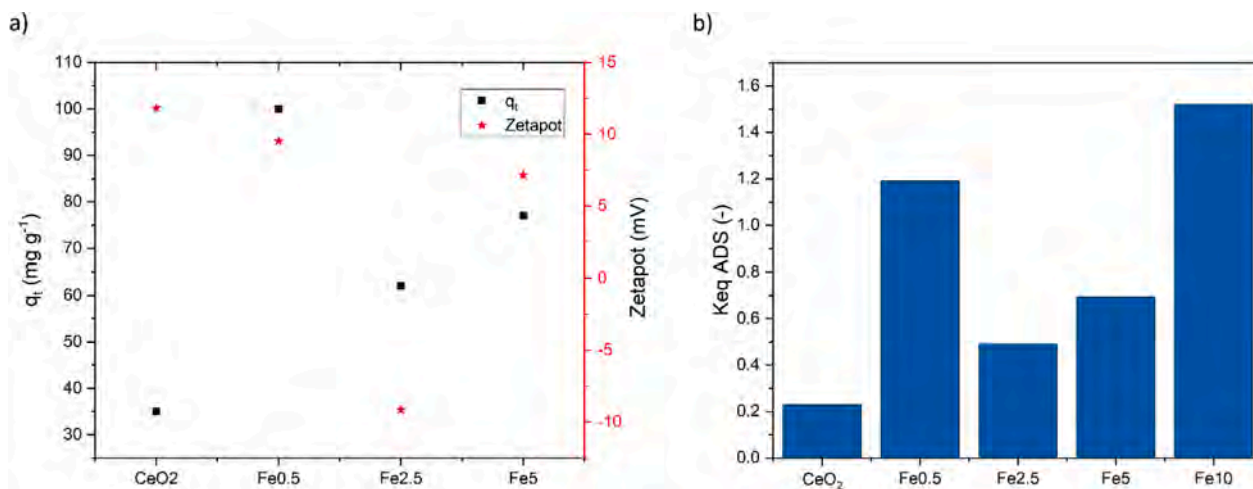 a)
110
100
90
80
70
60
50
40
30
qt (mg g-1)
15
10
5
0
-5
-10
Zetapot (mV)
qt
Zetapot
CeO2 Fe0.5 Fe2.5 Fe5
b)
1.6
1.4
1.2
1.0
0.8
0.6
0.4
0.2
0.0
Keq ADS (-)
CeO₂ Fe0.5 Fe2.5 Fe5 Fe10